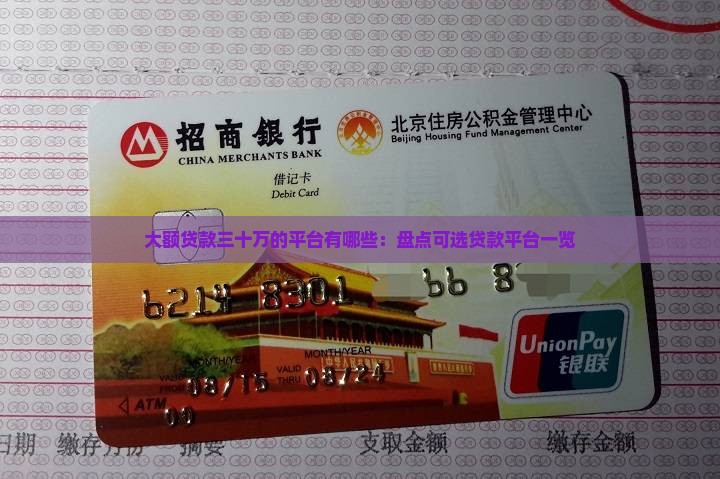 招商银行
CHINA MERCHANTS BANK
北京住房公积金管理中心
Beijing Housing Fund Management Center
借记卡
Debit Card
大额贷款三十万的平台有哪些：盘点可选贷款平台一览
6214 8301 66 8
MONTH/YEAR MONTH/YEAR
VALID THRU
08/15 08/24
ATM
00
UnionPay
银联
日期 缴存月份 摘要 支取金额 缴存金额